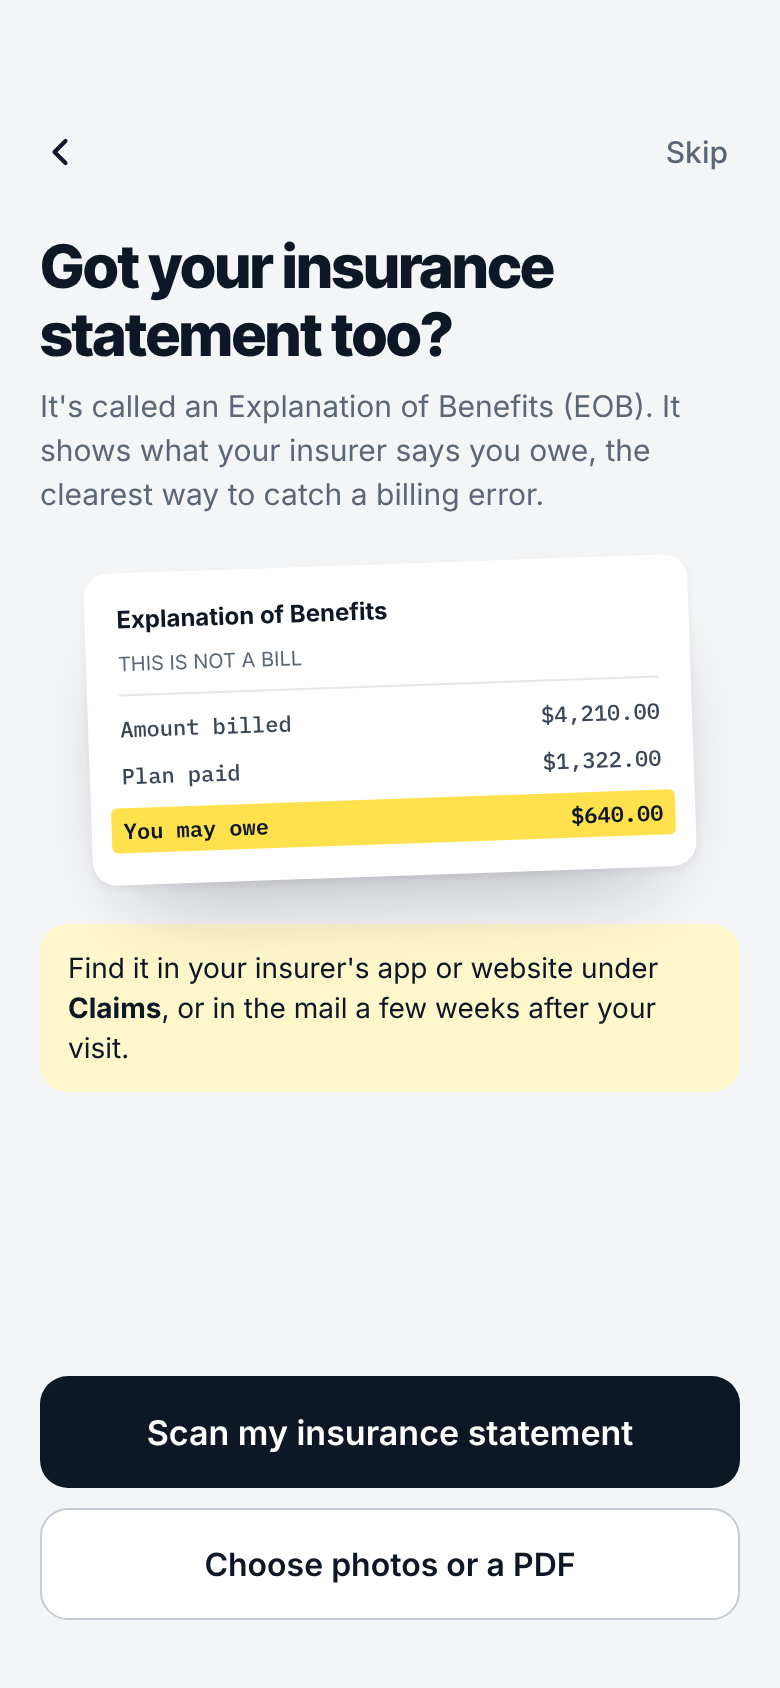 Skip
Got your insurance
statement too?
It's called an Explanation of Benefits (EOB). It
shows what your insurer says you owe, the
clearest way to catch a billing error.
Explanation of Benefits
THIS IS NOT A BILL
Amount billed $4,210.00
Plan paid $1,322.00
You may owe $640.00
Find it in your insurer's app or website under
Claims, or in the mail a few weeks after your
visit.
Scan my insurance statement
Choose photos or a PDF